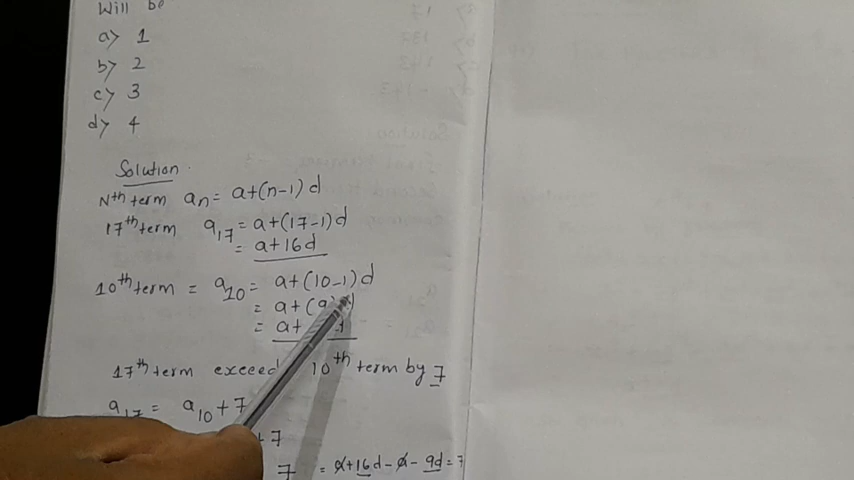 Will be
a> 1
b> 2
c> 3
d> 4
Solution.
Nth term an = a+(n-1) d
17th term a17 = a+(17-1)d
= a+16d
10th term = a10 = a+(10-1)d
= a+(9)d
= a+
17th term exceed 10th term by 7
a17 = a10+7
+7
7 = a+16d-a-9d=7